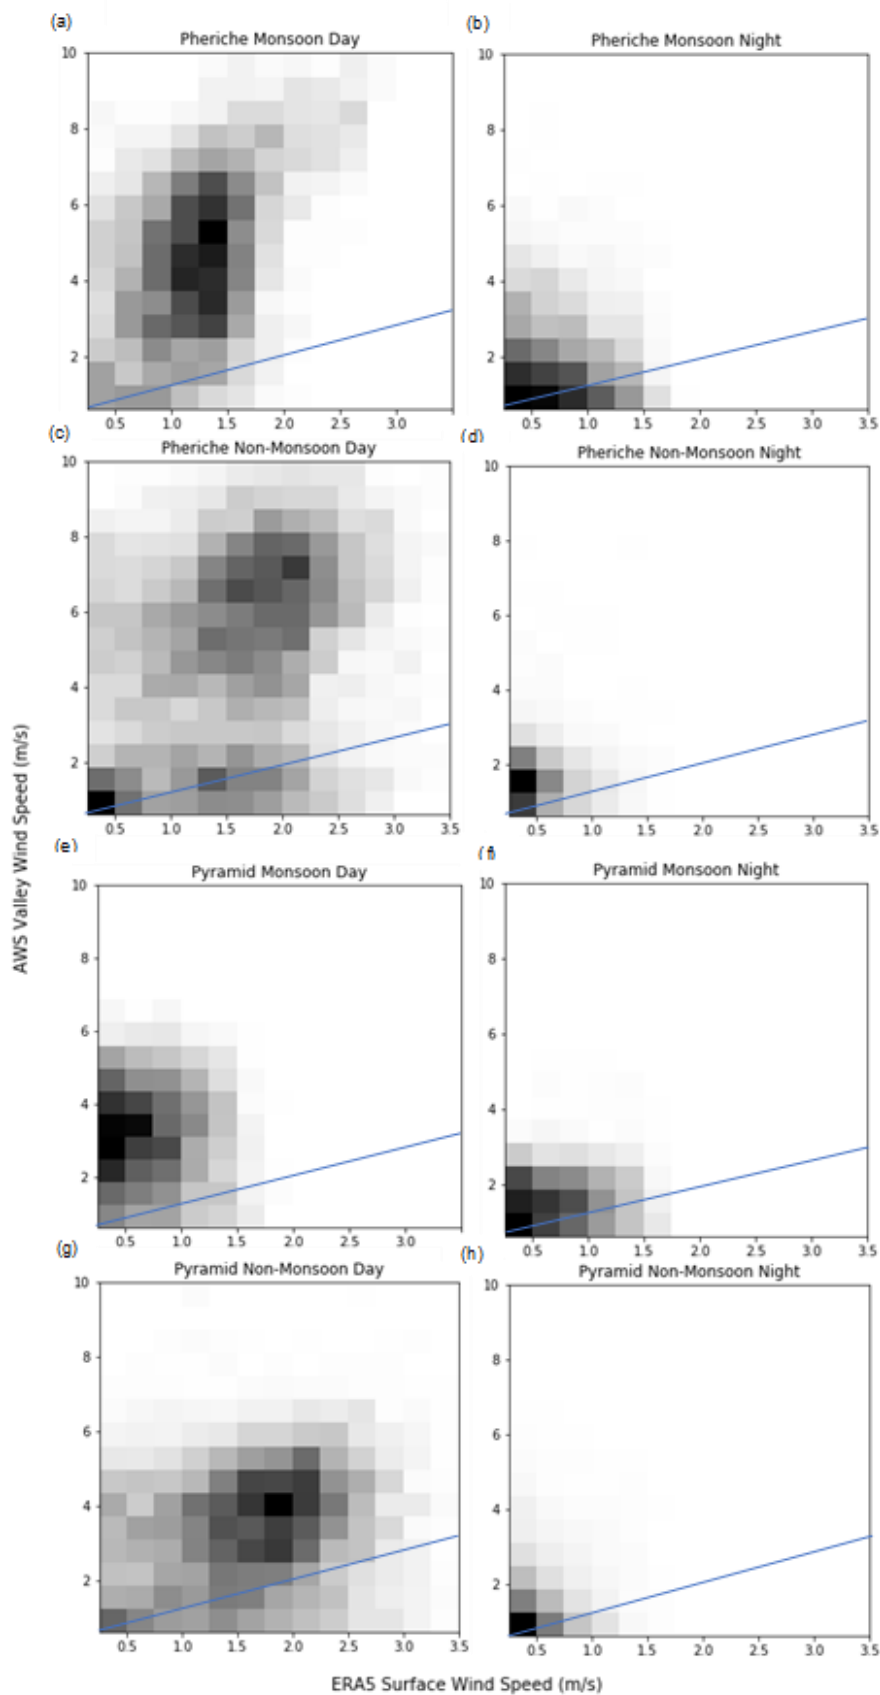 (a)
Pheriche Monsoon Day
10
8
6
4
2
0.5 1.0 1.5 2.0 2.5 3.0 3.5
(b)
Pheriche Monsoon Night
10
8
6
4
2
0.5 1.0 1.5 2.0 2.5 3.0 3.5
(c)
Pheriche Non-Monsoon Day
10
8
6
4
2
0.5 1.0 1.5 2.0 2.5 3.0 3.5
(d)
Pheriche Non-Monsoon Night
10
8
6
4
2
0.5 1.0 1.5 2.0 2.5 3.0 3.5
AWS Valley Wind Speed (m/s)
(e)
Pyramid Monsoon Day
10
8
6
4
2
0.5 1.0 1.5 2.0 2.5 3.0
(f)
Pyramid Monsoon Night
10
8
6
4
2
0.5 1.0 1.5 2.0 2.5 3.0 3.5
(g)
Pyramid Non-Monsoon Day
10
8
6
4
2
0.5 1.0 1.5 2.0 2.5 3.0 3.5
(h)
Pyramid Non-Monsoon Night
10
8
6
4
2
0.5 1.0 1.5 2.0 2.5 3.0 3.5
ERA5 Surface Wind Speed (m/s)